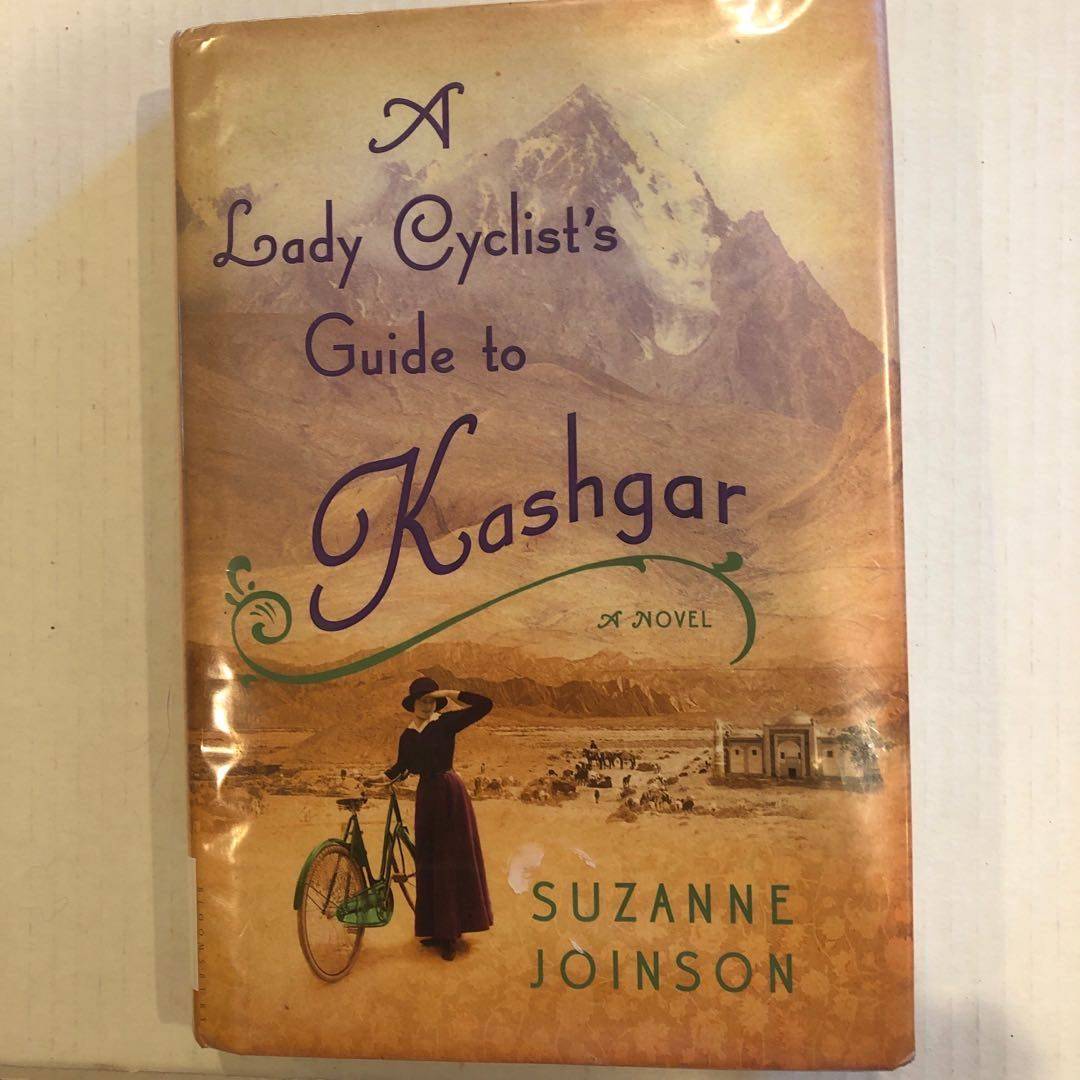 A
Lady Cyclist's
Guide to
Kashgar
A NOVEL
SUZANNE
JOINSON